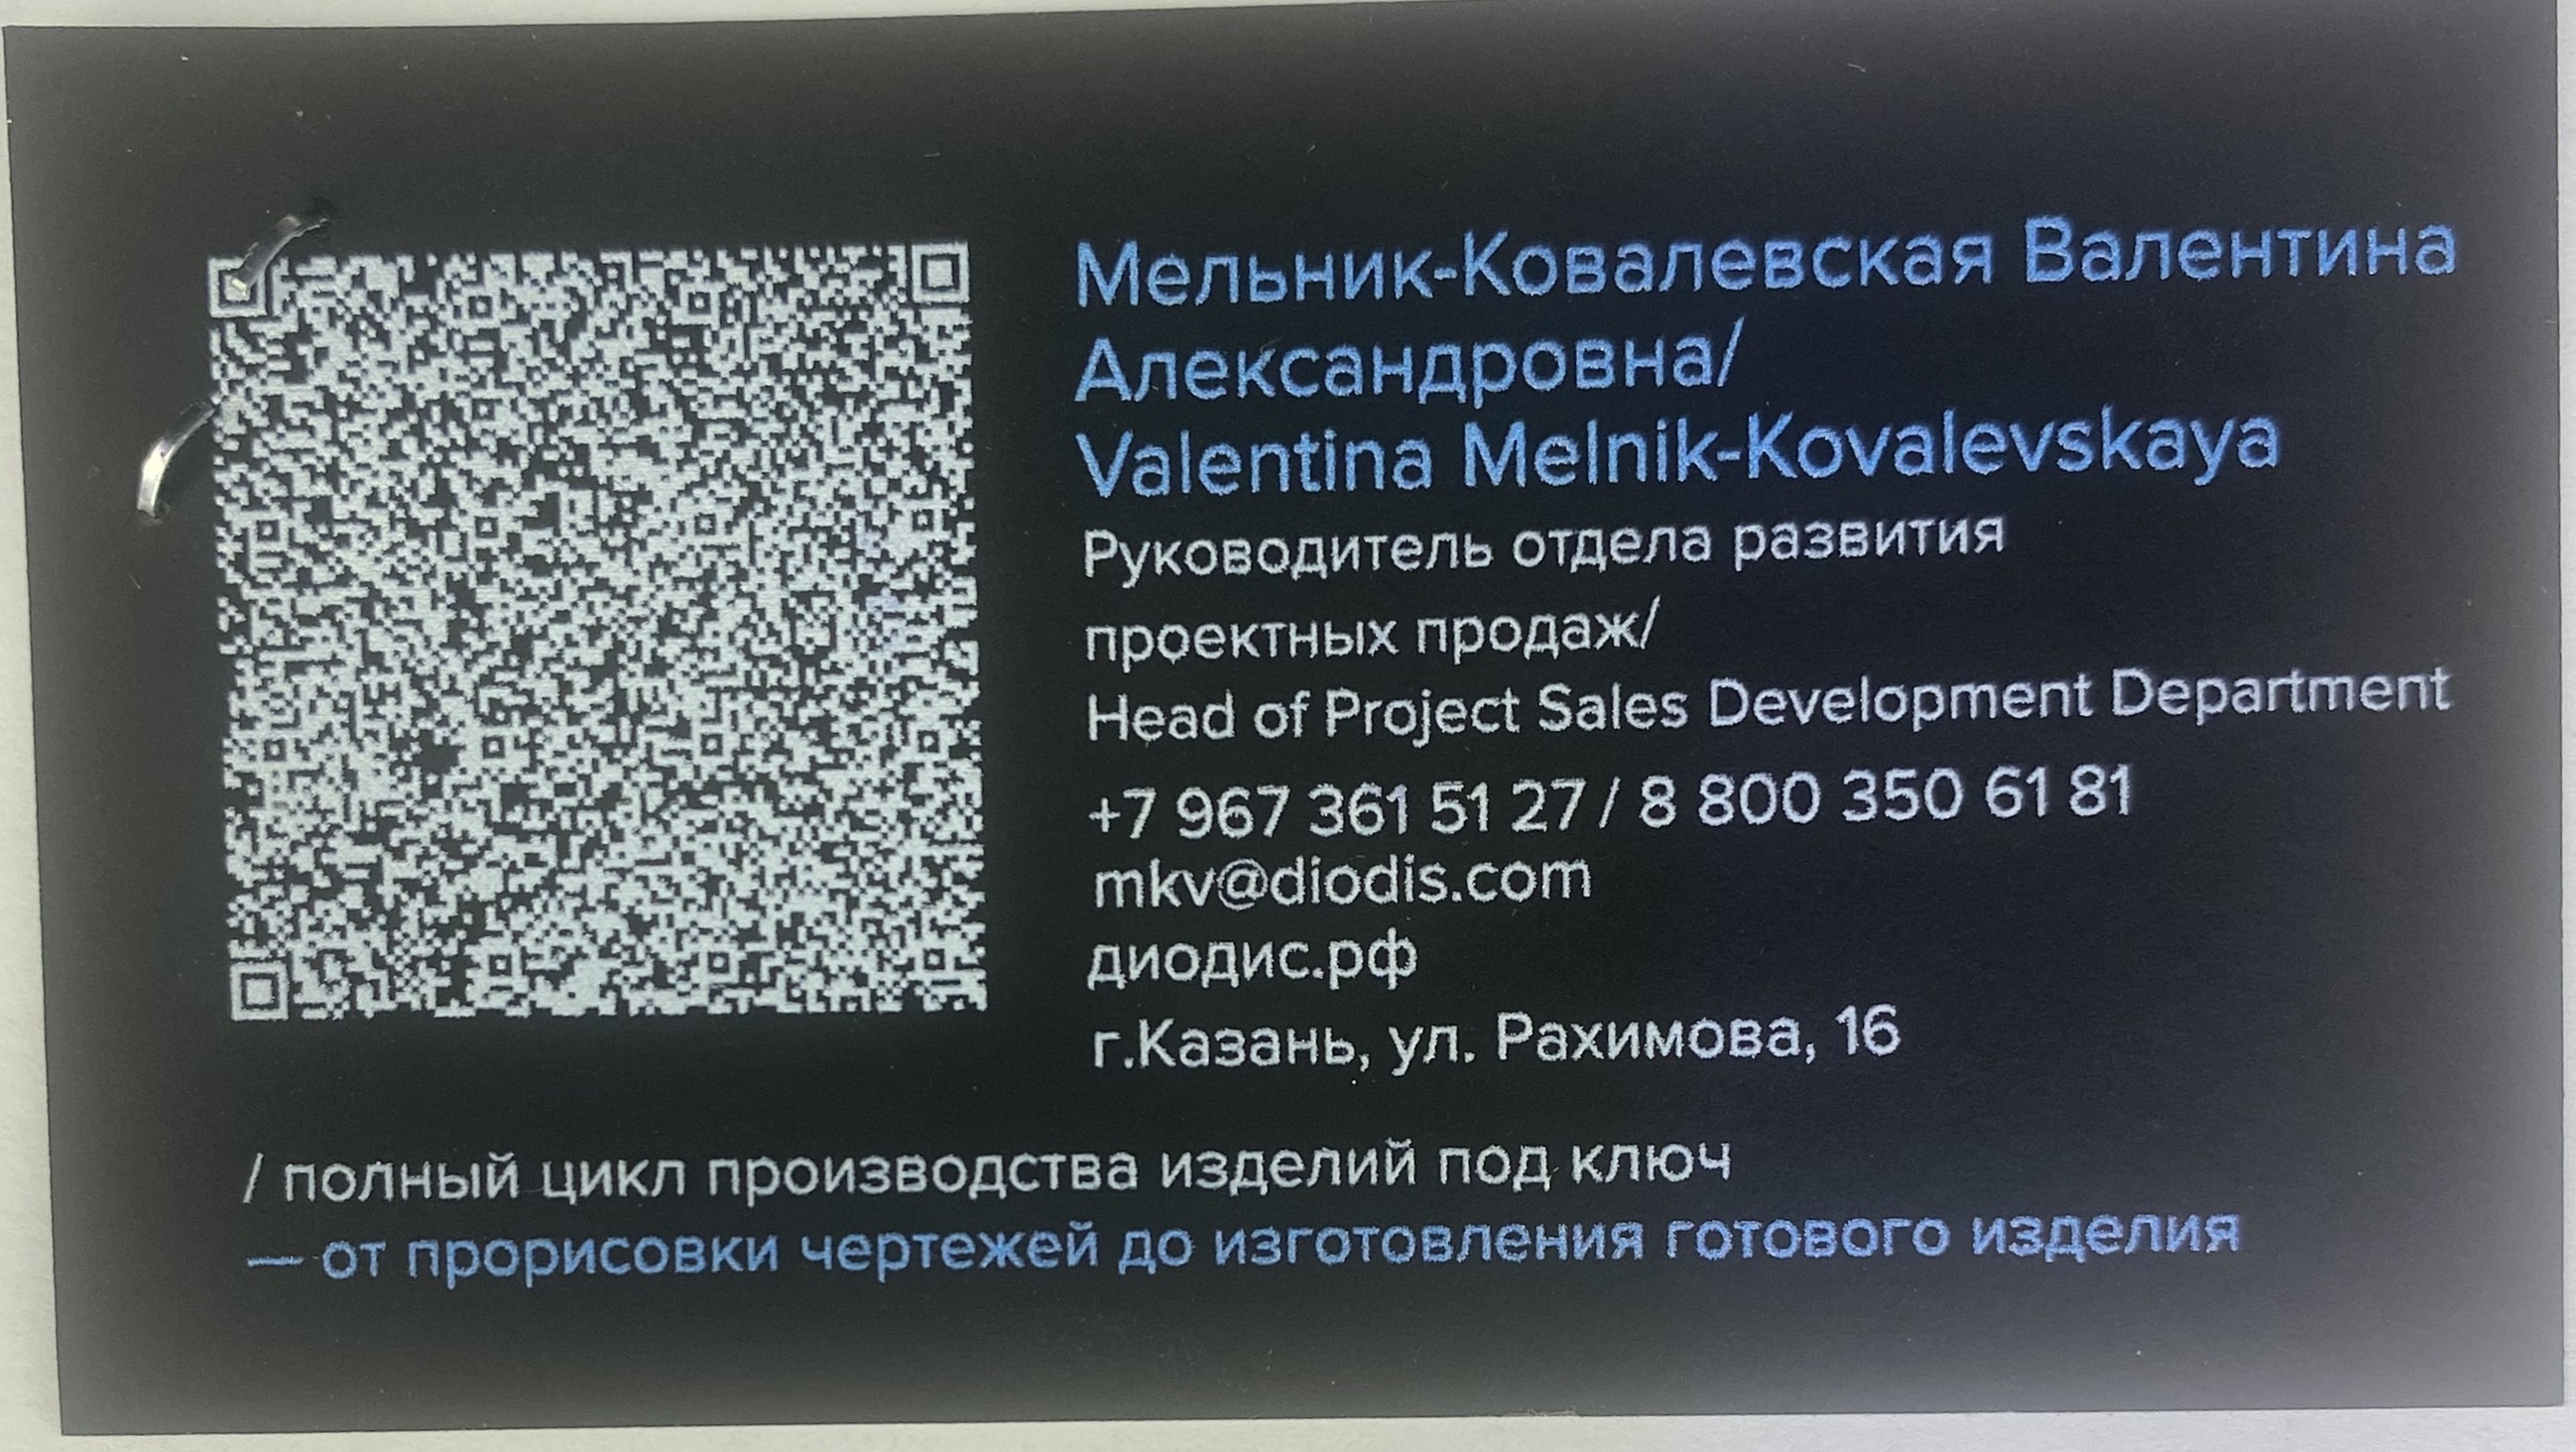 Мельник-Ковалевская Валентина
Александровна/
Valentina Melnik-Kovalevskaya
Руководитель отдела развития
проектных продаж/
Head of Project Sales Development Department
+7 967 361 51 27 / 8 800 350 61 81
mkv@diodis.com
диодис.рф
г.Казань, ул. Рахимова, 16
/ полный цикл производства изделий под ключ
— от прорисовки чертежей до изготовления готового изделия